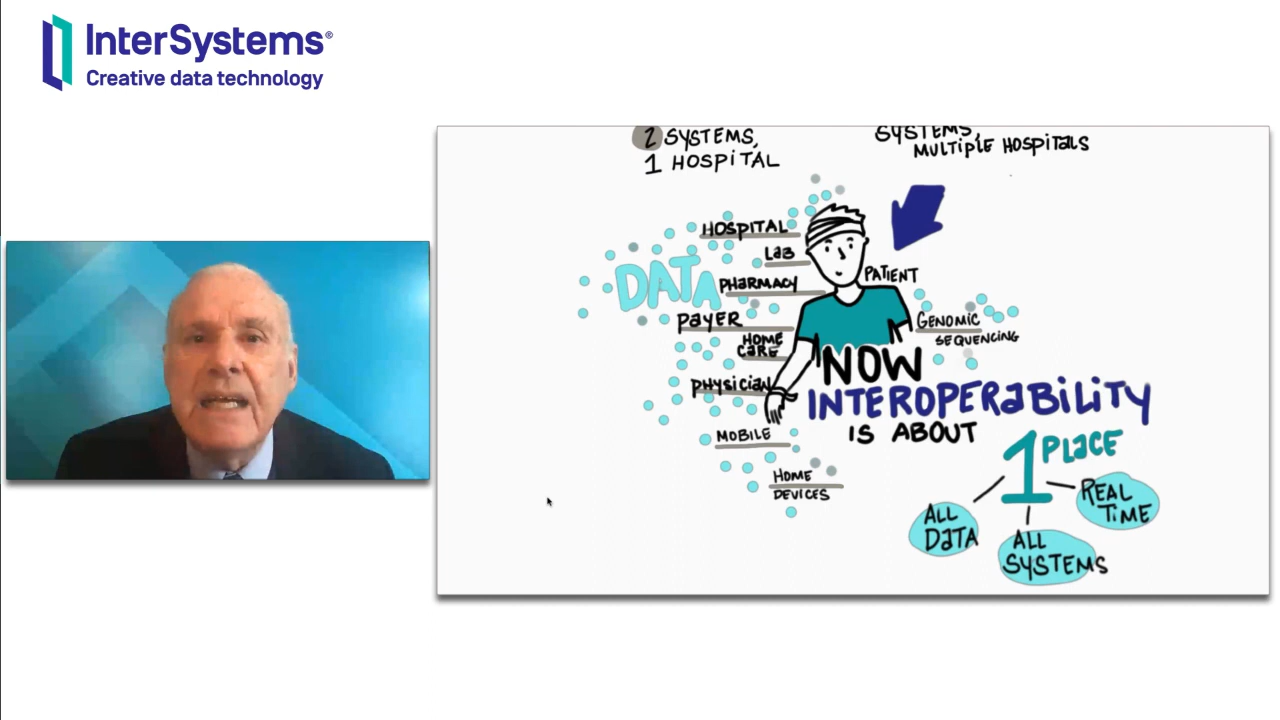 InterSystems®
Creative data technology
2 SYSTEMS,
1 HOSPITAL
SYSTEMS,
MULTIPLE HOSPITALS
HOSPITAL
LAB
DATA
PHARMACY
PATIENT
PAYER
HOME
CARE
GENOMIC
SEQUENCING
PHYSICIAN
NOW
INTEROPERABILITY
IS ABOUT
MOBILE
HOME
DEVICES
1 PLACE
ALL
DATA
ALL
SYSTEMS
REAL
TIME